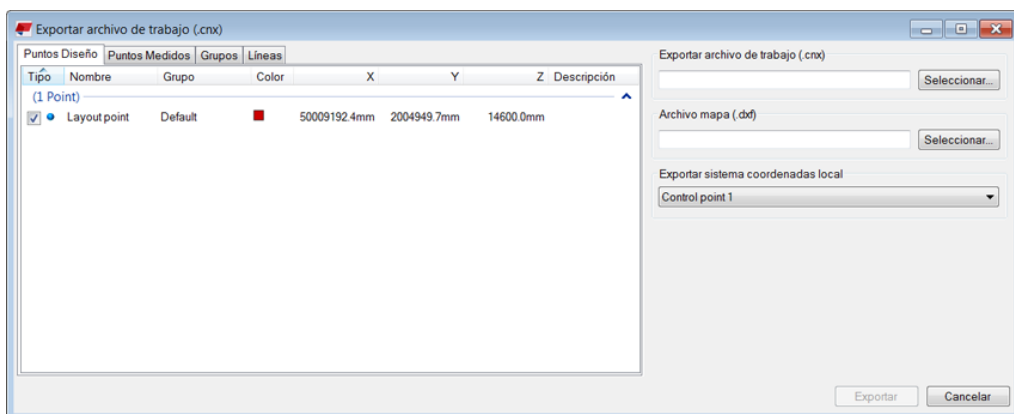 Exportar archivo de trabajo (.cnx)
Puntos Diseño Puntos Medidos Grupos Líneas
Tipo Nombre Grupo Color X Y Z Descripción
(1 Point)
Layout point Default 50009192.4mm 2004949.7mm 14600.0mm
Exportar archivo de trabajo (.cnx)
Seleccionar...
Archivo mapa (.dxf)
Seleccionar...
Exportar sistema coordenadas local
Control point 1
Exportar Cancelar